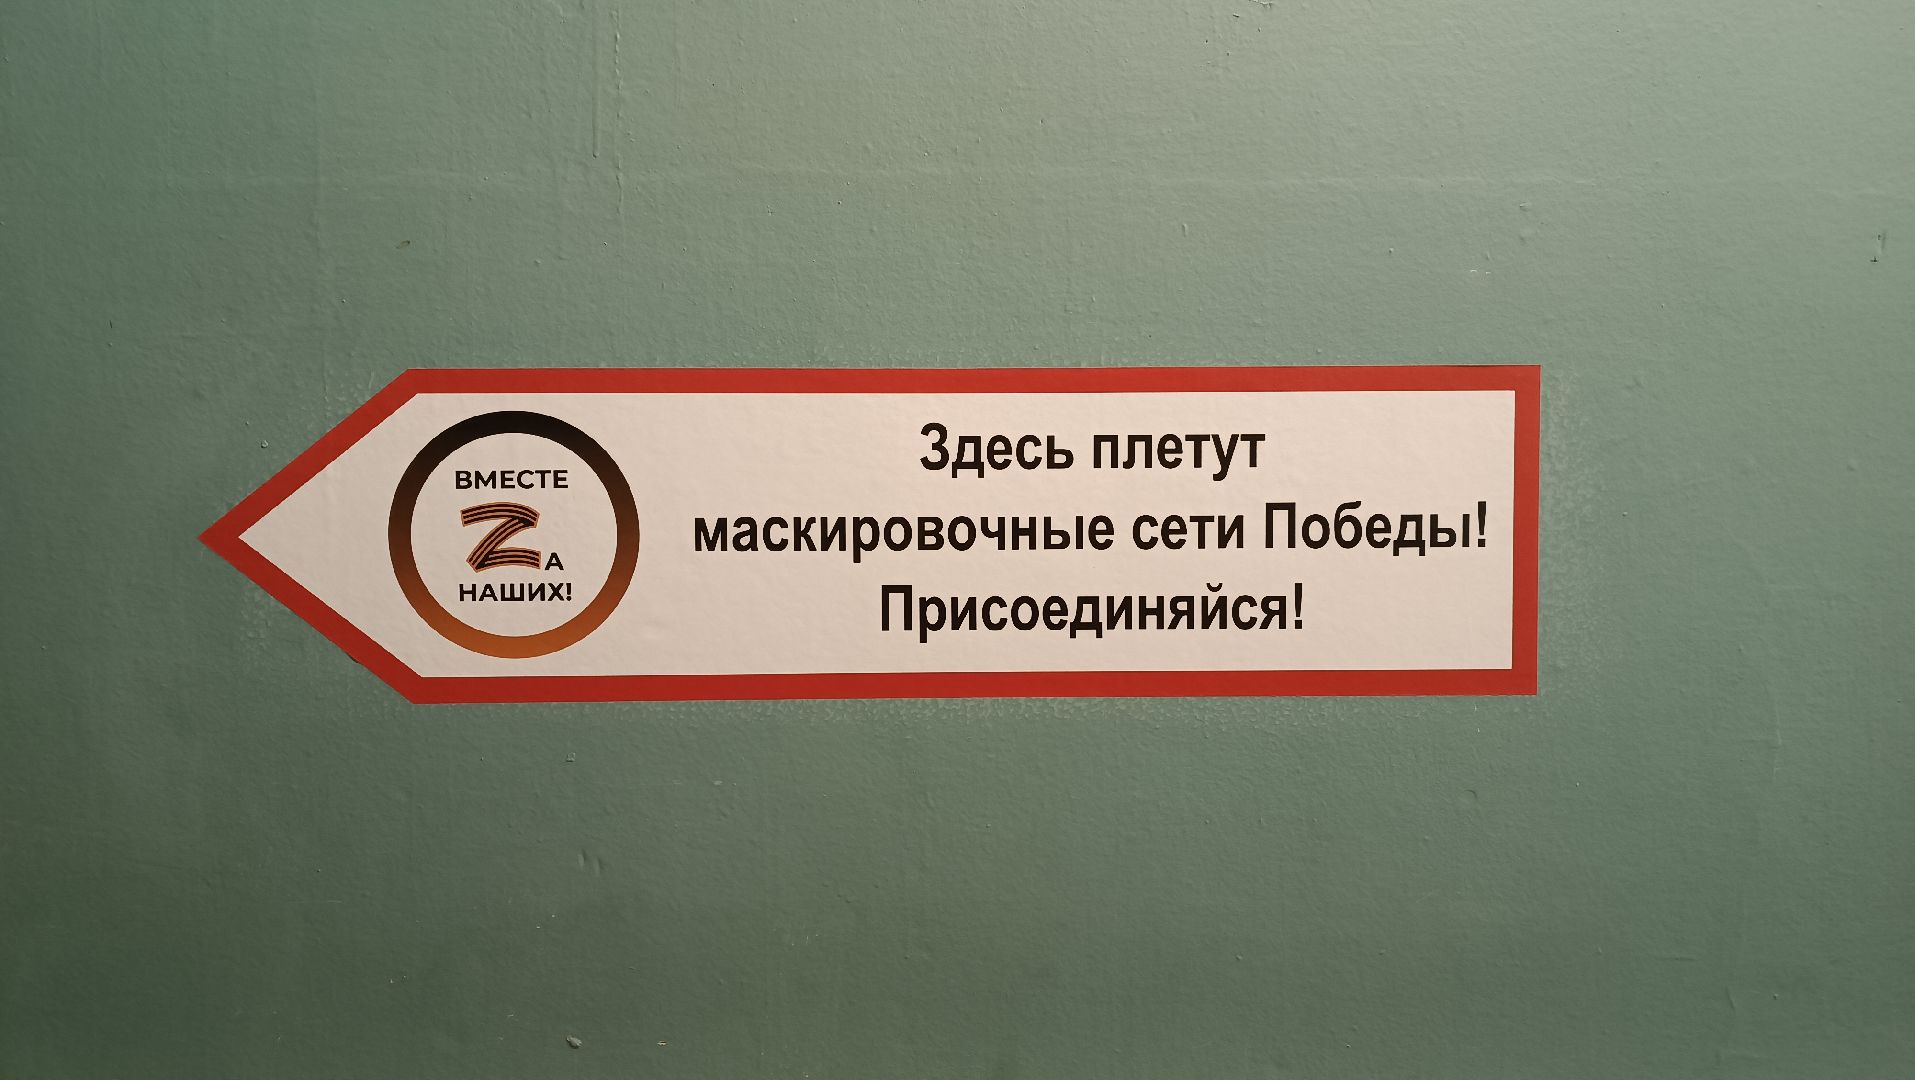 ВМЕСТЕ
Zа
НАШИХ!
Здесь плетут
маскировочные сети Победы!
Присоединяйся!